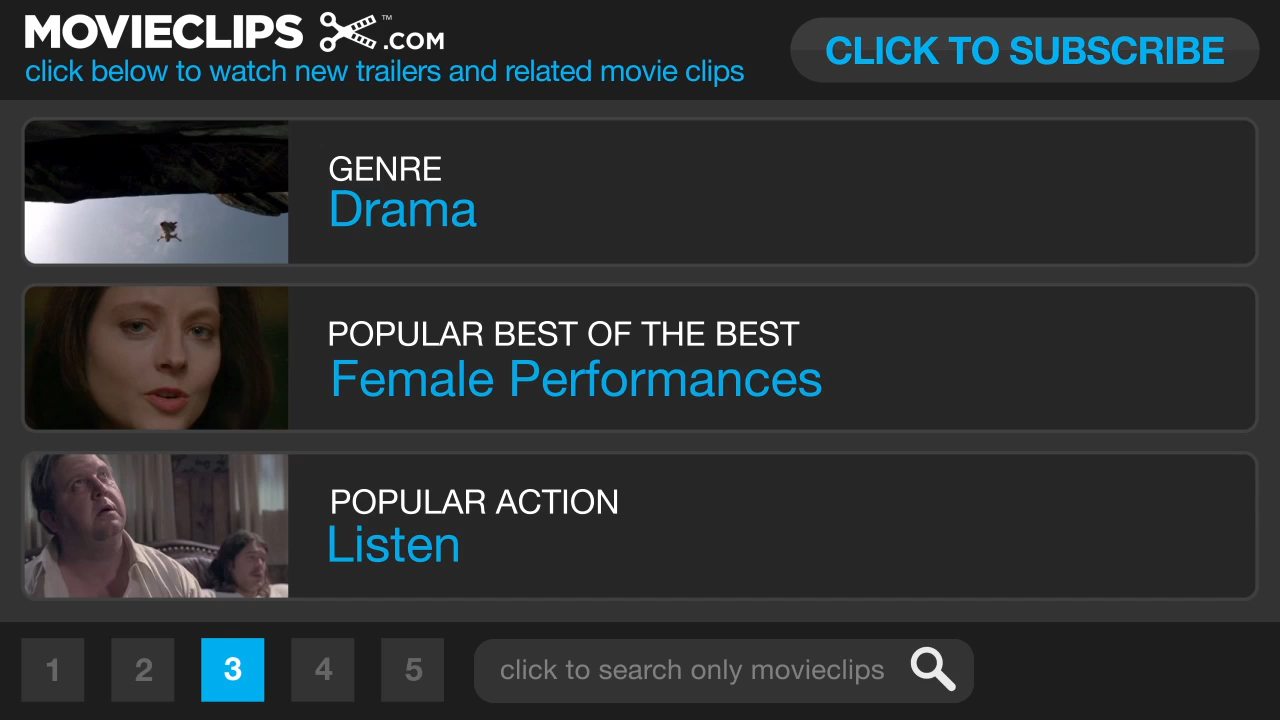 MOVIECLIPS™.COM
click below to watch new trailers and related movie clips
CLICK TO SUBSCRIBE
GENRE
Drama
POPULAR BEST OF THE BEST
Female Performances
POPULAR ACTION
Listen
1 2 3 4 5
click to search only movieclips